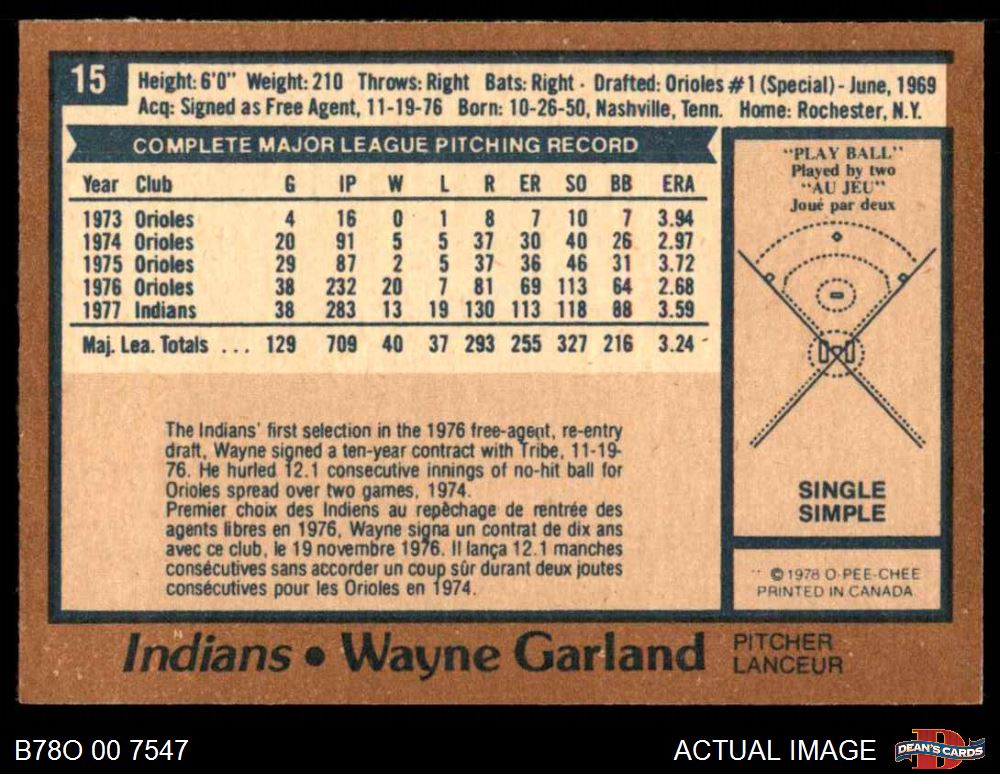 15
Height: 6'0" Weight: 210 Throws: Right Bats: Right · Drafted: Orioles #1 (Special) - June, 1969
Acq: Signed as Free Agent, 11-19-76 Born: 10-26-50, Nashville, Tenn. Home: Rochester, N.Y.
COMPLETE MAJOR LEAGUE PITCHING RECORD
Year Club G IP W L R ER SO BB ERA
1973 Orioles 4 16 0 1 8 7 10 7 3.94
1974 Orioles 20 91 5 5 37 30 40 26 2.97
1975 Orioles 29 87 2 5 37 36 46 31 3.72
1976 Orioles 38 232 20 7 81 69 113 64 2.68
1977 Indians 38 283 13 19 130 113 118 88 3.59
Maj. Lea. Totals ... 129 709 40 37 293 255 327 216 3.24
The Indians' first selection in the 1976 free-agent, re-entry
draft, Wayne signed a ten-year contract with Tribe, 11-19-
76. He hurled 12.1 consecutive innings of no-hit ball for
Orioles spread over two games, 1974.
Premier choix des Indiens au repêchage de rentrée des
agents libres en 1976, Wayne signa un contrat de dix ans
avec ce club, le 19 novembre 1976. Il lança 12.1 manches
consécutives sans accorder un coup sûr durant deux joutes
consécutives pour les Orioles en 1974.
"PLAY BALL"
Played by two
"AU JEU"
Joué par deux
SINGLE
SIMPLE
© 1978 O-PEE-CHEE
PRINTED IN CANADA
Indians • Wayne Garland
PITCHER
LANCEUR
B78O 00 7547
ACTUAL IMAGE
D
DEAN'S CARDS